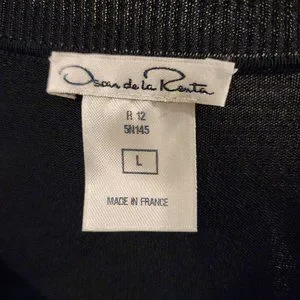 Oscar de la Renta
R 12
5N145
L
MADE IN FRANCE